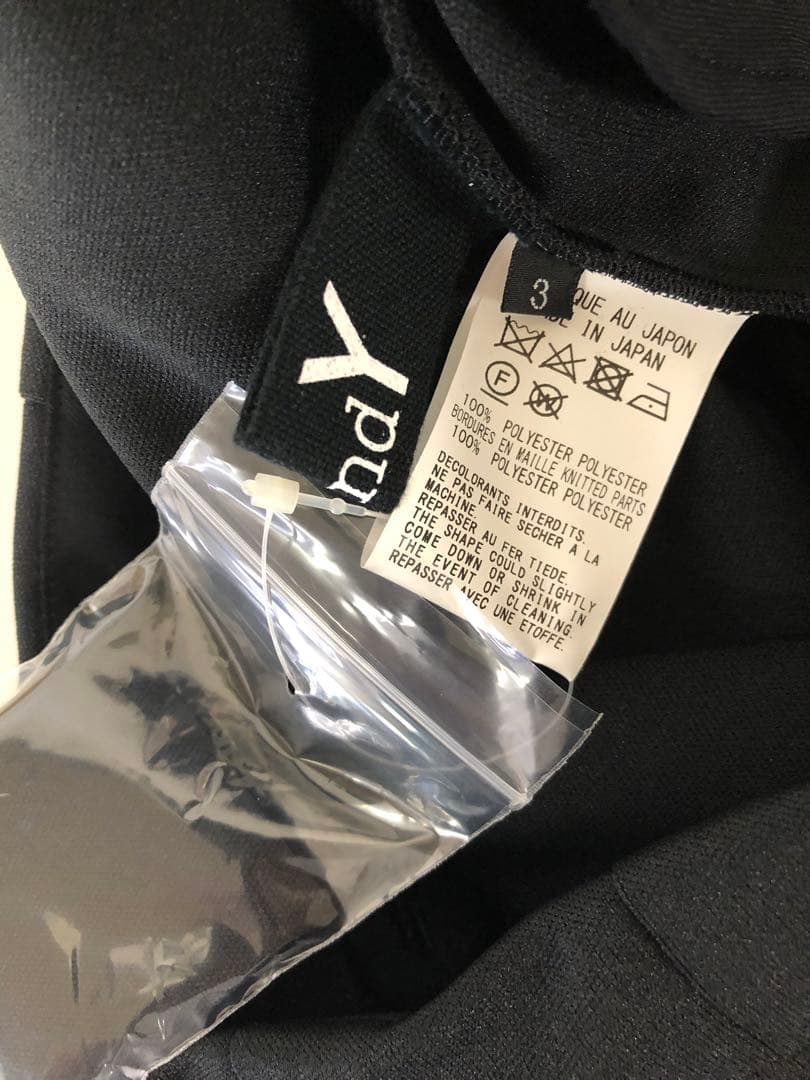 Y
nd
3
QUE AU JAPON
IN JAPAN
F
W
100% POLYESTER POLYESTER
BORDURES EN MAILLE KNITTED PARTS
100% POLYESTER POLYESTER
DECOLORANTS INTERDITS.
NE PAS FAIRE SECHER A LA
MACHINE.
REPASSER AU FER TIEDE.
THE SHAPE COULD SLIGHTLY
COME DOWN OR SHRINK IN
THE EVENT OF CLEANING.
REPASSER AVEC UNE ETOFFE.